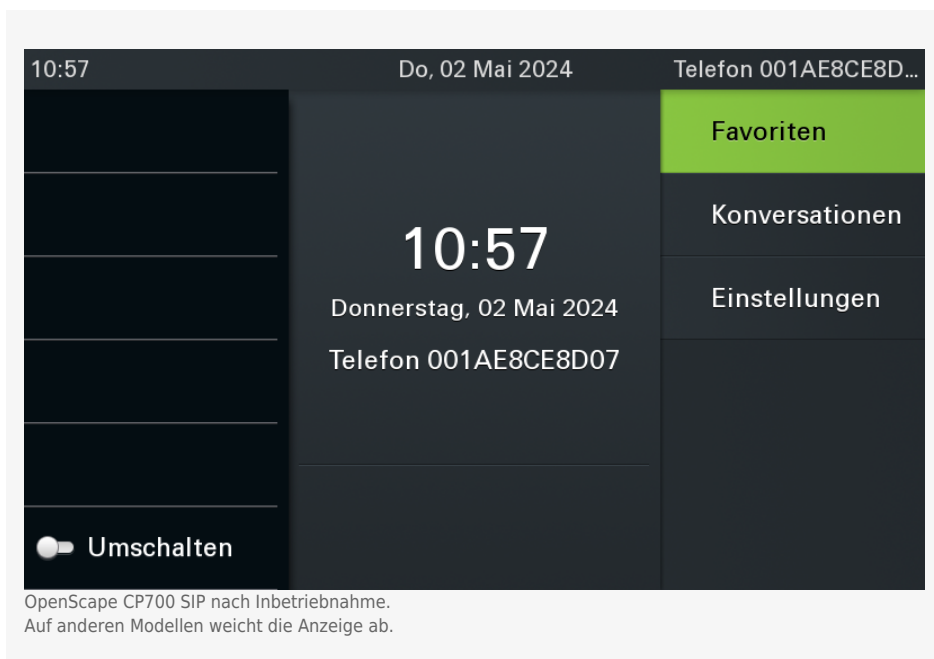 10:57 Do, 02 Mai 2024 Telefon 001AE8CE8D...
Favoriten
Konversationen
10:57
Einstellungen
Donnerstag, 02 Mai 2024
Telefon 001AE8CE8D07
Umschalten
OpenScape CP700 SIP nach Inbetriebnahme.
Auf anderen Modellen weicht die Anzeige ab.